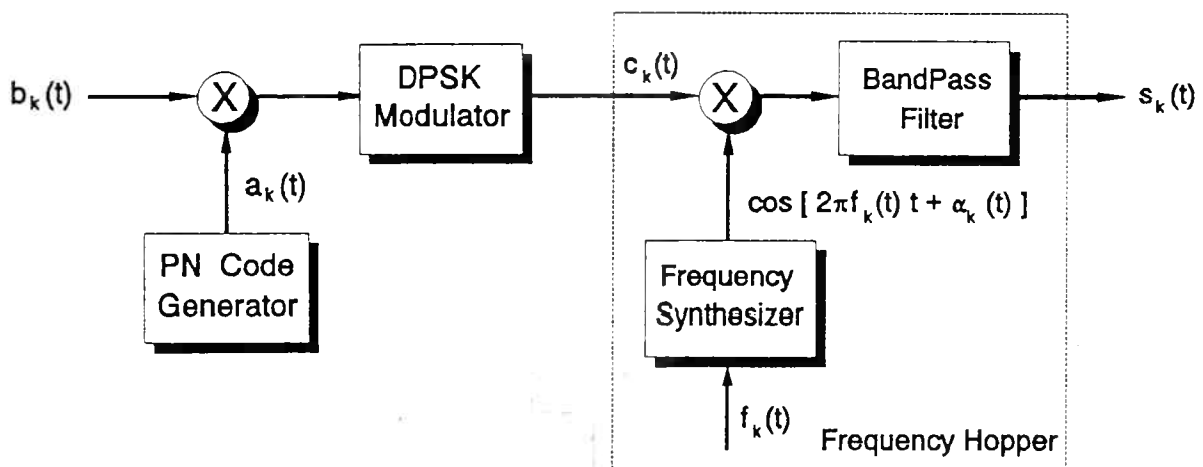 b_k(t)
X
DPSK
Modulator
c_k(t)
X
BandPass
Filter
s_k(t)
a_k(t)
cos [ 2πf_k(t) t + α_k (t) ]
PN Code
Generator
Frequency
Synthesizer
f_k(t)
Frequency Hopper